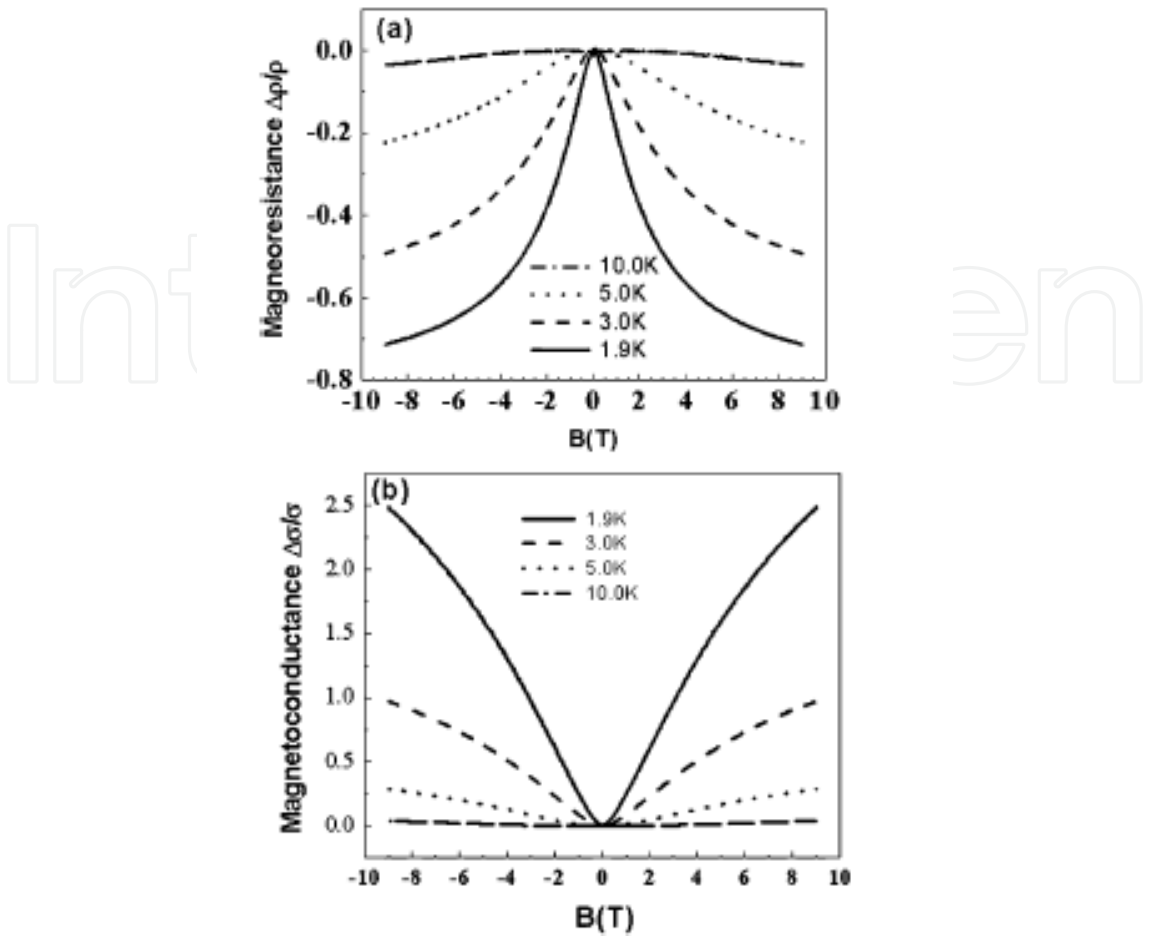 (a)
Magneoresistance Δρ/ρ
0.0
-0.2
-0.4
-0.6
-0.8
10.0K
5.0K
3.0K
1.9K
-10 -8 -6 -4 -2 0 2 4 6 8 10
B(T)
(b)
Magnetoconductance Δσ/σ
2.5
2.0
1.5
1.0
0.5
0.0
1.9K
3.0K
5.0K
10.0K
-10 -8 -6 -4 -2 0 2 4 6 8 10
B(T)
Int en